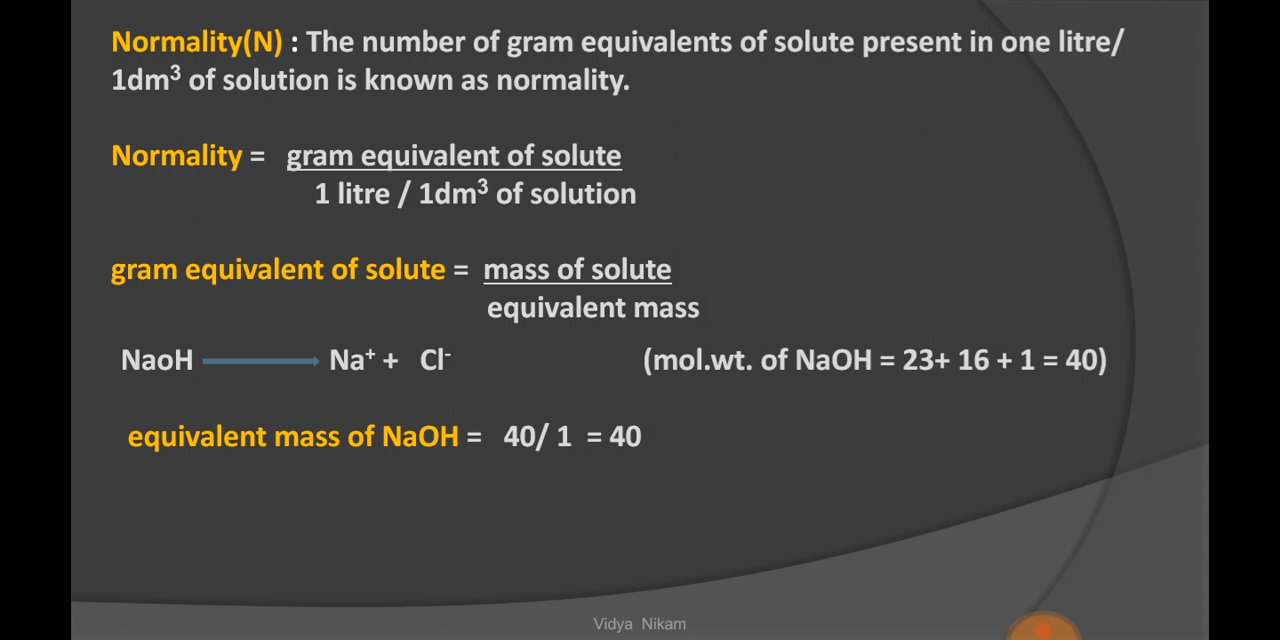 Normality(N) : The number of gram equivalents of solute present in one litre/
1dm³ of solution is known as normality.
Normality = gram equivalent of solute
1 litre / 1dm³ of solution
gram equivalent of solute = mass of solute
equivalent mass
NaoH Na⁺ + Cl⁻ (mol.wt. of NaOH = 23+ 16 + 1 = 40)
equivalent mass of NaOH = 40/ 1 = 40
Vidya Nikam